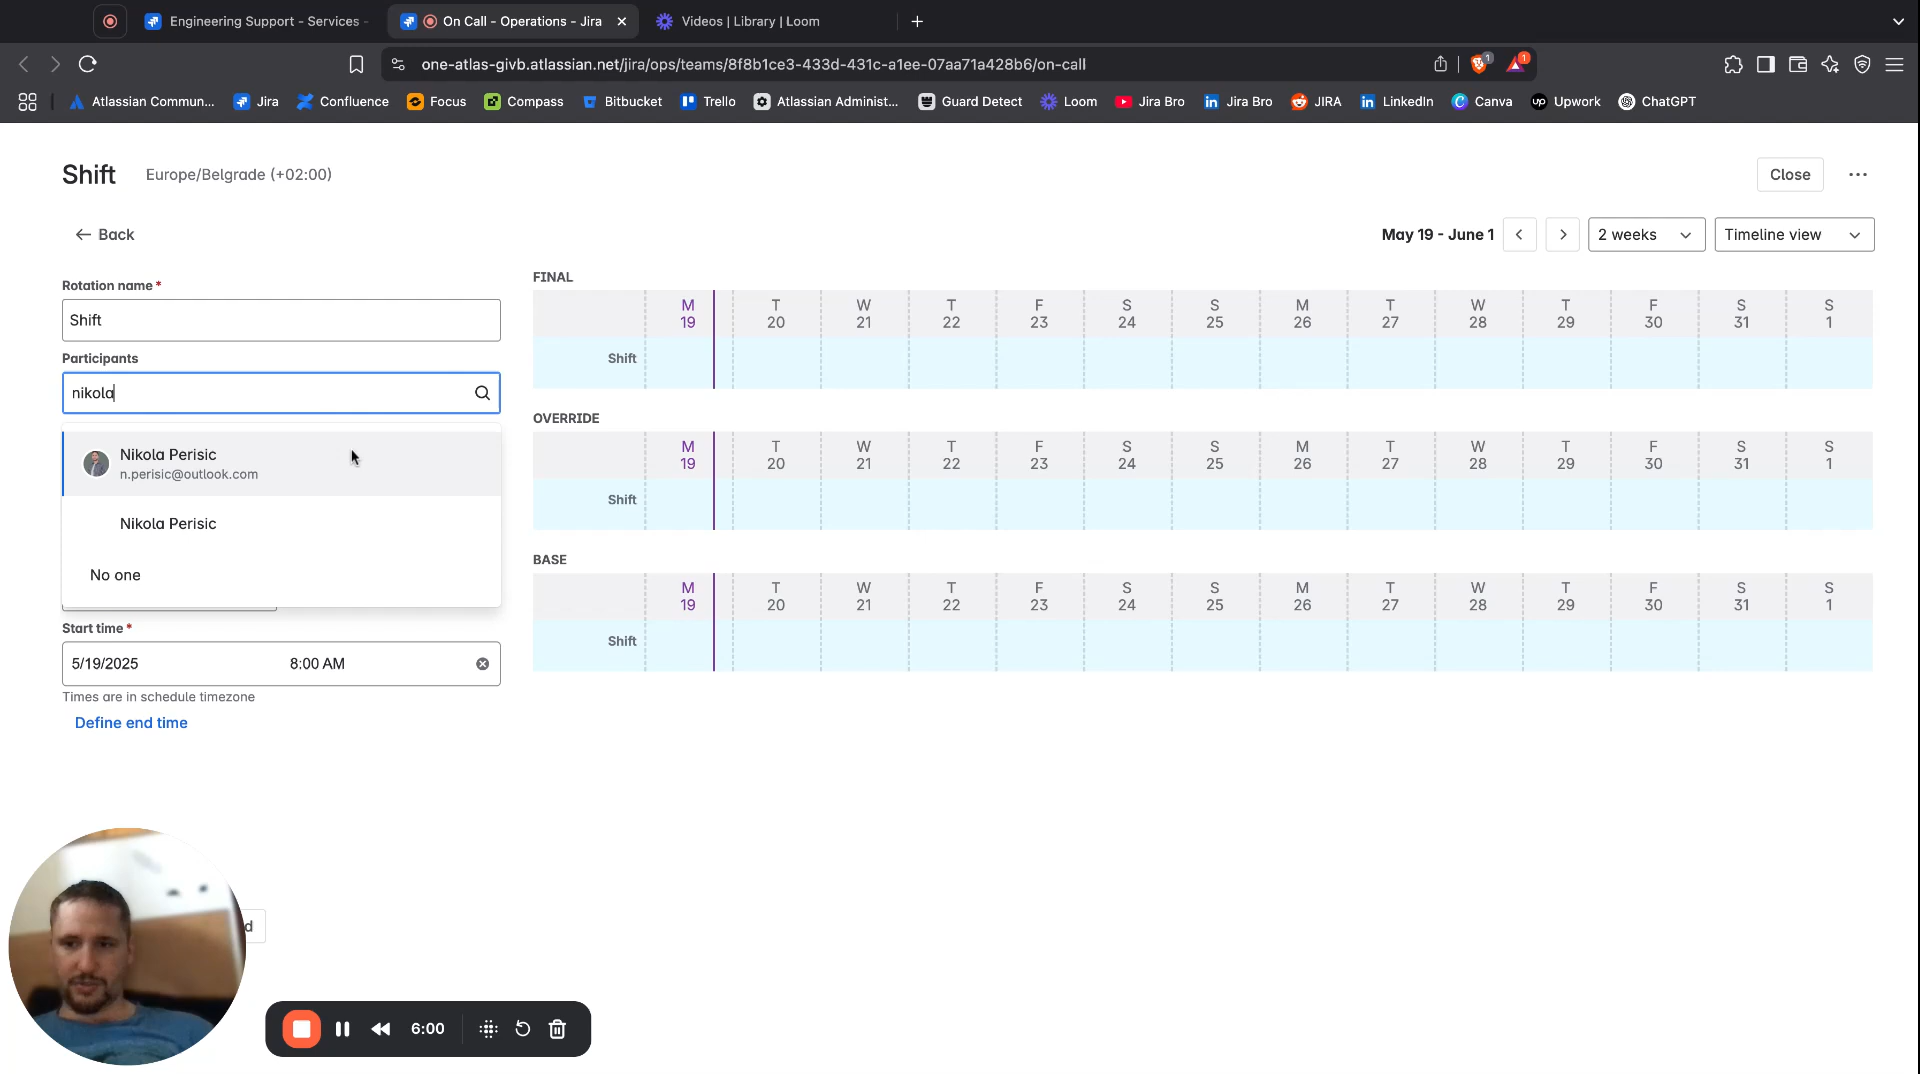 Engineering Support - Services -
On Call - Operations - Jira
Videos | Library | Loom
one-atlas-givb.atlassian.net/jira/ops/teams/8f8b1ce3-433d-431c-a1ee-07aa71a428b6/on-call
1
1
Atlassian Commun...
Jira
Confluence
Focus
Compass
Bitbucket
Trello
Atlassian Administ...
Guard Detect
Loom
Jira Bro
Jira Bro
JIRA
LinkedIn
Canva
Upwork
ChatGPT
Shift
Europe/Belgrade (+02:00)
Close
Back
May 19 - June 1
2 weeks
Timeline view
Rotation name *
Shift
Participants
nikola
Nikola Perisic
n.perisic@outlook.com
Nikola Perisic
No one
Start time *
5/19/2025 8:00 AM
Times are in schedule timezone
Define end time
FINAL
M T W T F S S M T W T F S S
19 20 21 22 23 24 25 26 27 28 29 30 31 1
Shift
OVERRIDE
M T W T F S S M T W T F S S
19 20 21 22 23 24 25 26 27 28 29 30 31 1
Shift
BASE
M T W T F S S M T W T F S S
19 20 21 22 23 24 25 26 27 28 29 30 31 1
Shift
d
6:00